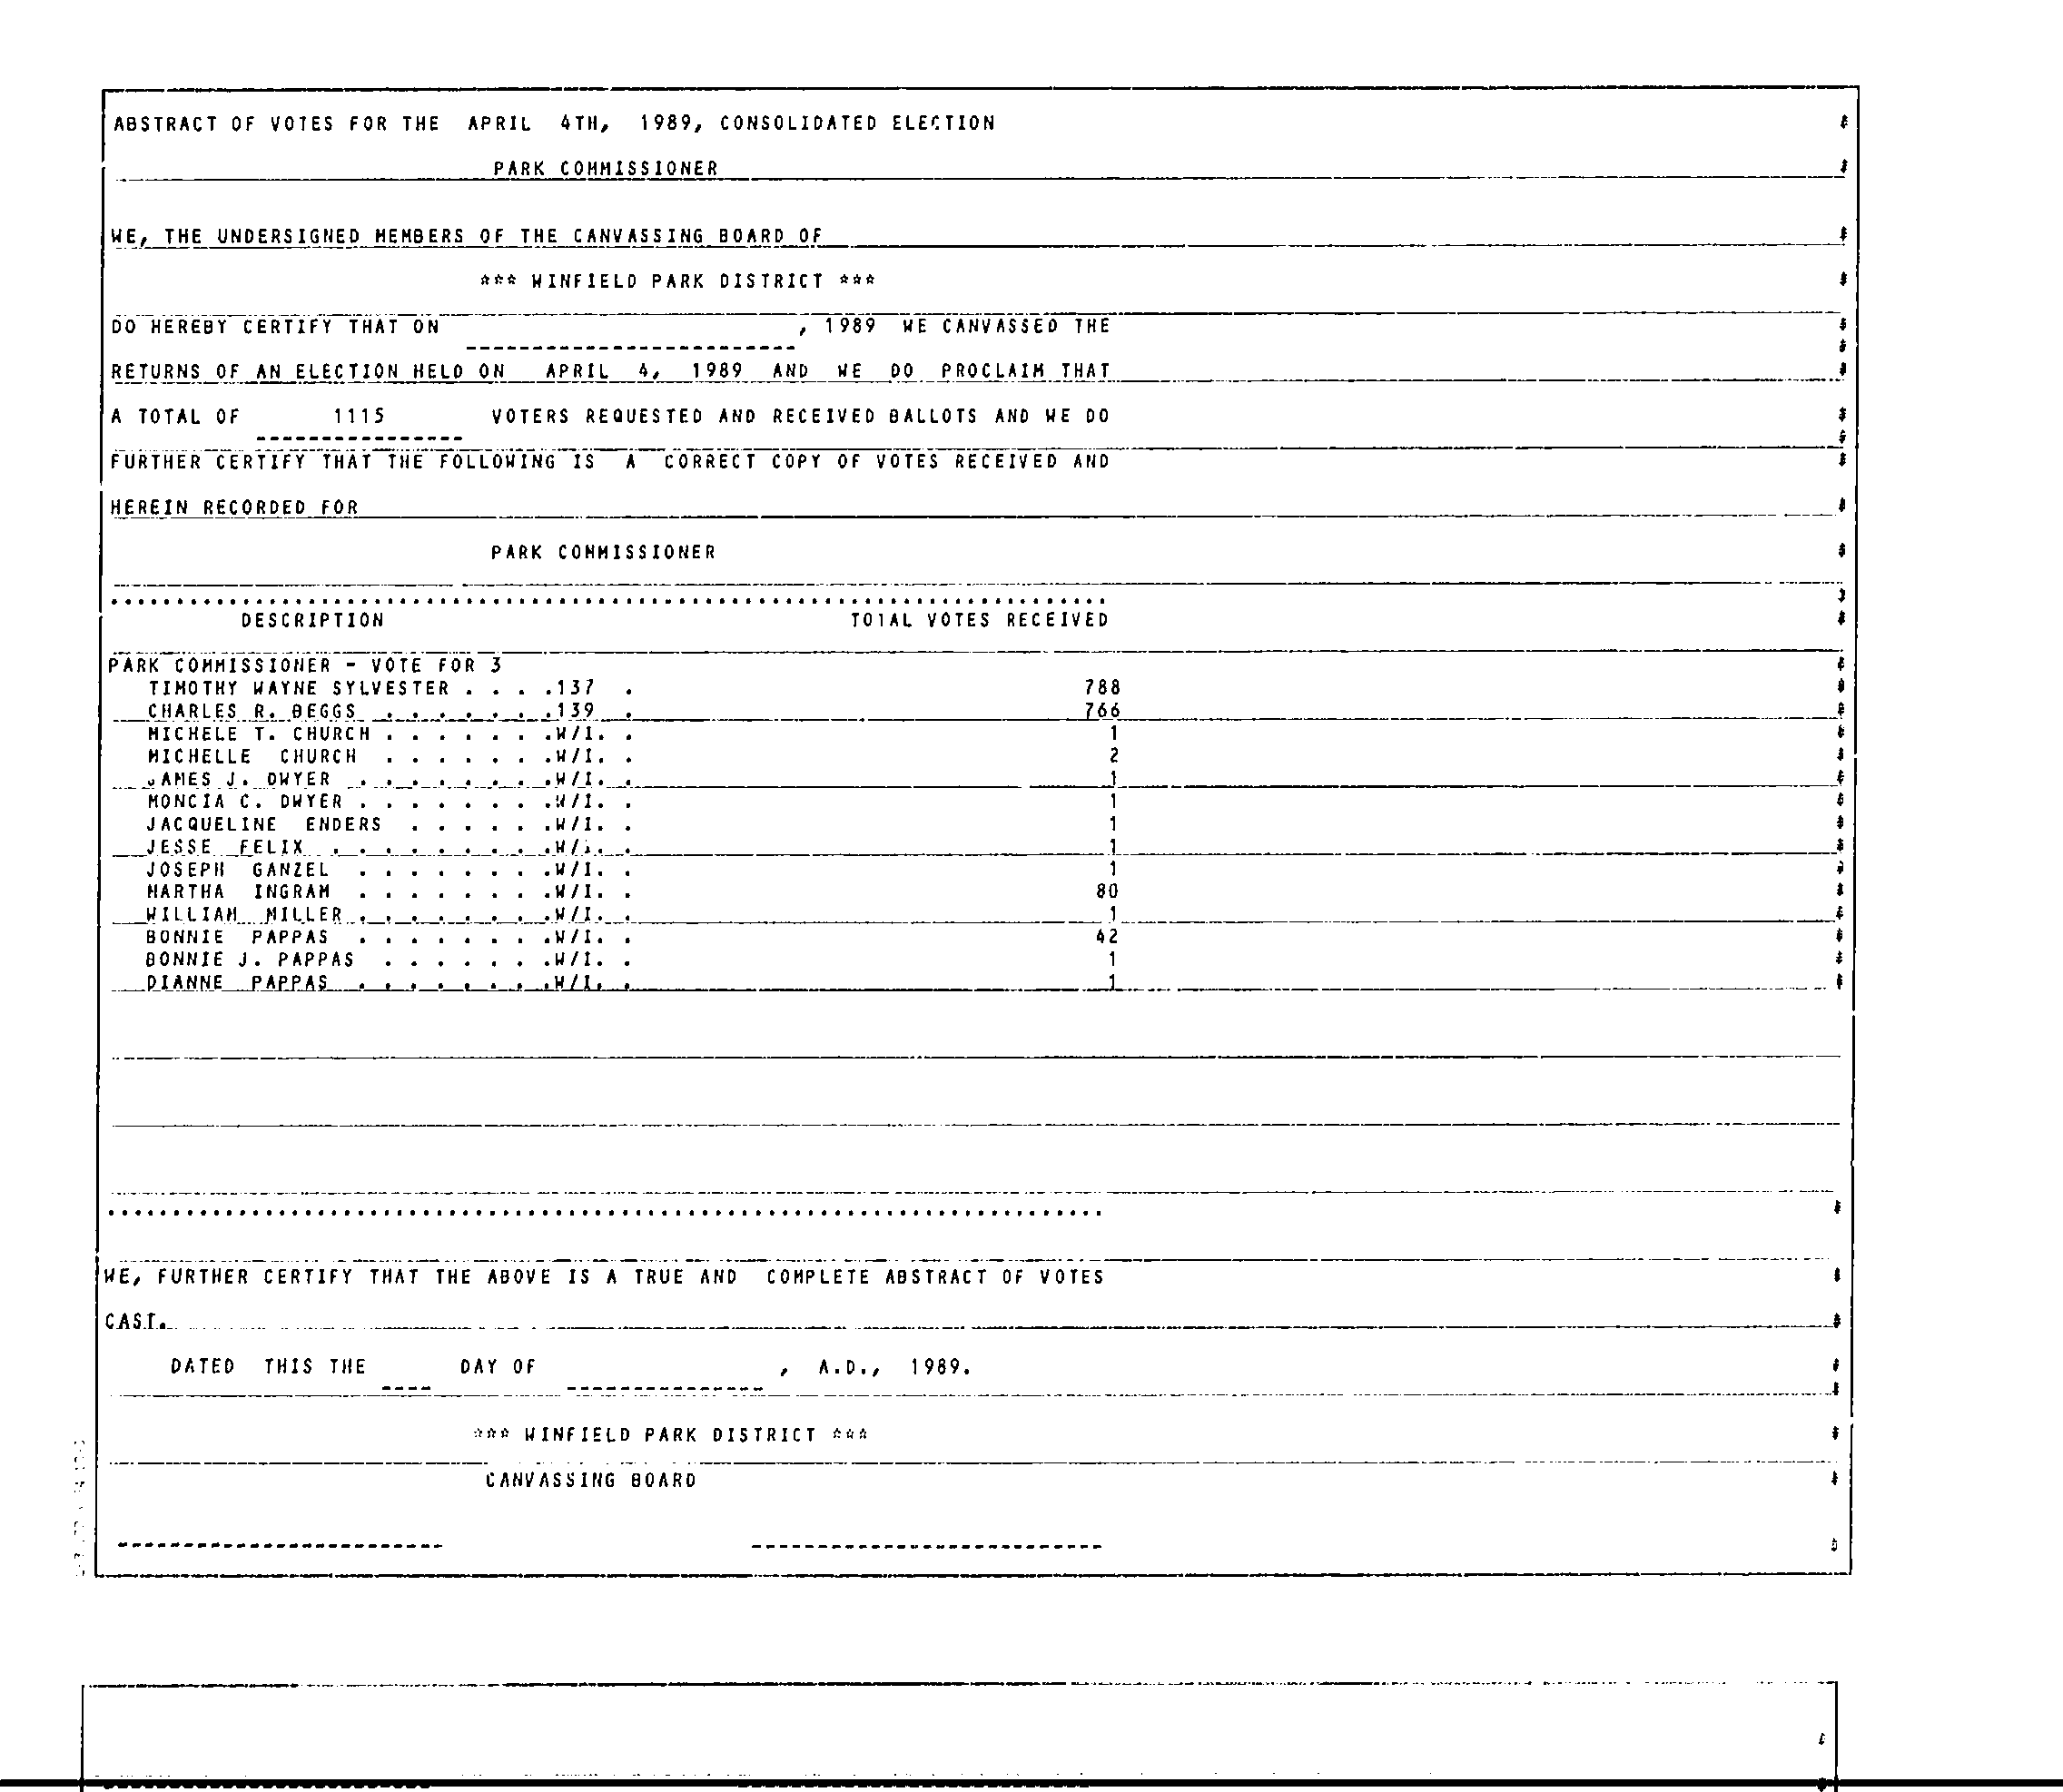 ABSTRACT OF VOTES FOR THE APRIL 4TH, 1989, CONSOLIDATED ELECTION
PARK COMMISSIONER
WE, THE UNDERSIGNED MEMBERS OF THE CANVASSING BOARD OF
*** WINFIELD PARK DISTRICT ***
DO HEREBY CERTIFY THAT ON , 1989 WE CANVASSED THE
RETURNS OF AN ELECTION HELD ON APRIL 4, 1989 AND WE DO PROCLAIM THAT
A TOTAL OF 1115 VOTERS REQUESTED AND RECEIVED BALLOTS AND WE DO
FURTHER CERTIFY THAT THE FOLLOWING IS A CORRECT COPY OF VOTES RECEIVED AND
HEREIN RECORDED FOR
PARK COMMISSIONER
DESCRIPTION TOTAL VOTES RECEIVED
PARK COMMISSIONER - VOTE FOR 3
TIMOTHY WAYNE SYLVESTER . . . .137 . 788
CHARLES R. BEGGS . . . . . . .139 . 766
MICHELE T. CHURCH . . . . . . .W/I. . 1
MICHELLE CHURCH . . . . . . .W/I. . 2
JAMES J. DWYER . . . . . . . .W/I. . 1
MONCIA C. DWYER . . . . . . . .W/I. . 1
JACQUELINE ENDERS . . . . . .W/I. . 1
JESSE FELIX . . . . . . . . .W/I. . 1
JOSEPH GANZEL . . . . . . . .W/I. . 1
MARTHA INGRAM . . . . . . . .W/I. . 80
WILLIAM MILLER . . . . . . . .W/I. . 1
BONNIE PAPPAS . . . . . . . .W/I. . 42
BONNIE J. PAPPAS . . . . . . .W/I. . 1
DIANNE PAPPAS . . . . . . . .W/I. . 1
WE, FURTHER CERTIFY THAT THE ABOVE IS A TRUE AND COMPLETE ABSTRACT OF VOTES
CAST.
DATED THIS THE DAY OF , A.D., 1989.
*** WINFIELD PARK DISTRICT ***
CANVASSING BOARD